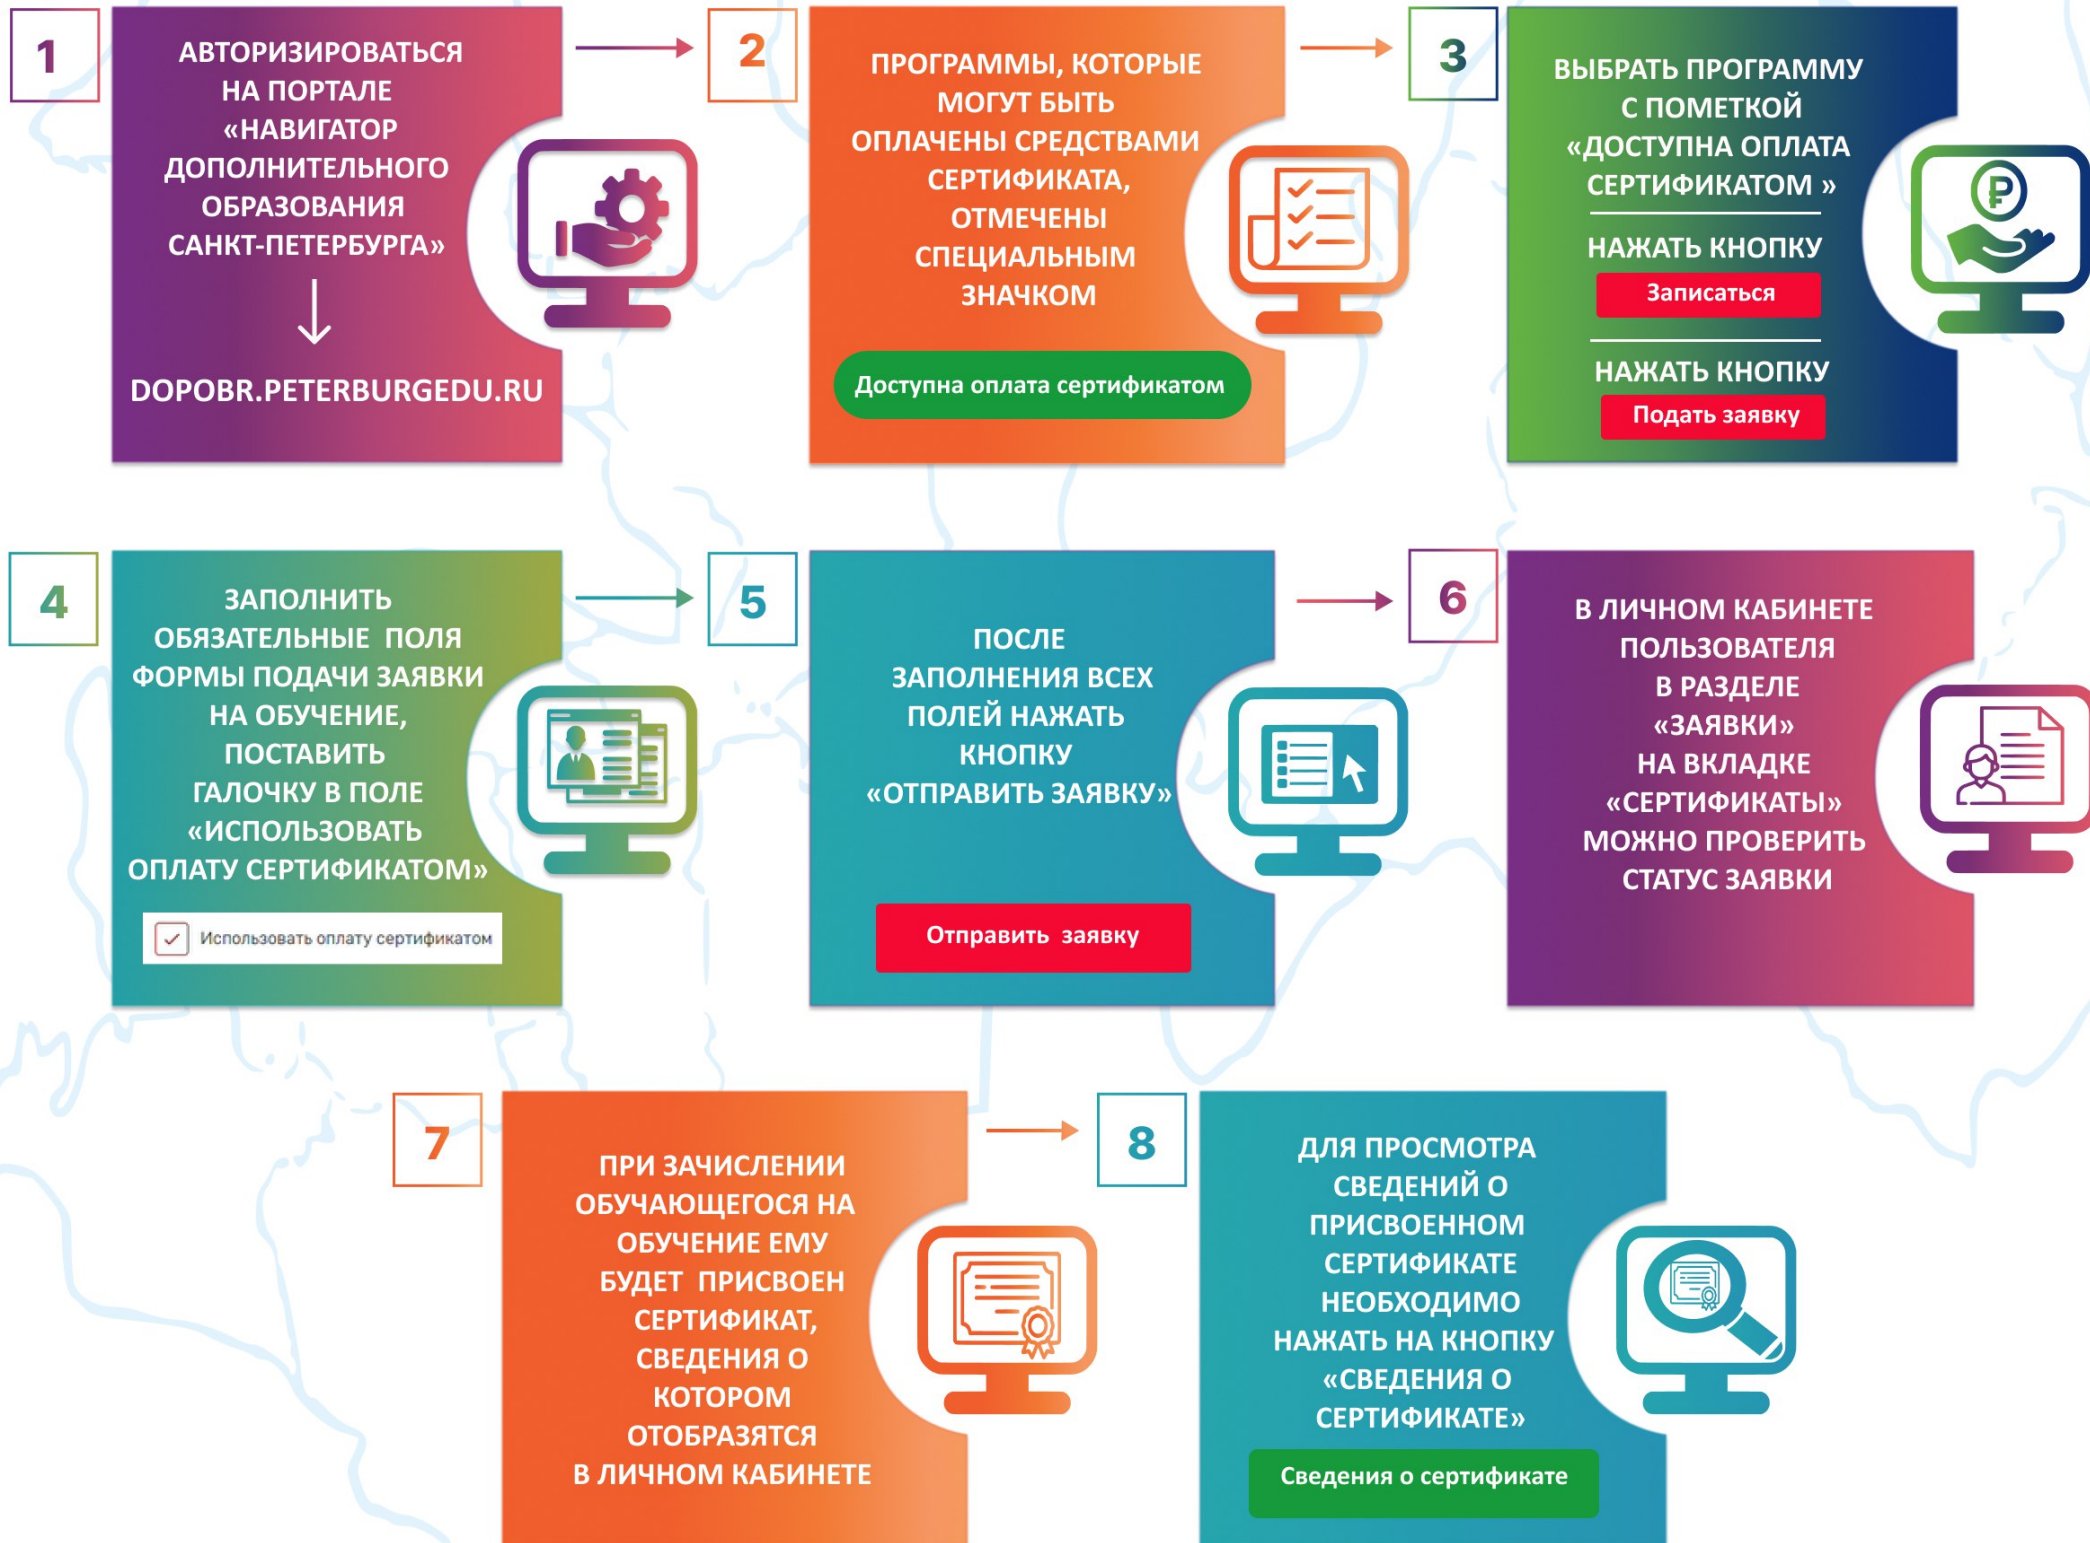 1
АВТОРИЗИРОВАТЬСЯ
НА ПОРТАЛЕ
«НАВИГАТОР
ДОПОЛНИТЕЛЬНОГО
ОБРАЗОВАНИЯ
САНКТ-ПЕТЕРБУРГА»
DOPOBR.PETERBURGEDU.RU
2
ПРОГРАММЫ, КОТОРЫЕ
МОГУТ БЫТЬ
ОПЛАЧЕНЫ СРЕДСТВАМИ
СЕРТИФИКАТА,
ОТМЕЧЕНЫ
СПЕЦИАЛЬНЫМ
ЗНАЧКОМ
Доступна оплата сертификатом
3
ВЫБРАТЬ ПРОГРАММУ
С ПОМЕТКОЙ
«ДОСТУПНА ОПЛАТА
СЕРТИФИКАТОМ »
НАЖАТЬ КНОПКУ
Записаться
НАЖАТЬ КНОПКУ
Подать заявку
4
ЗАПОЛНИТЬ
ОБЯЗАТЕЛЬНЫЕ  ПОЛЯ
ФОРМЫ ПОДАЧИ ЗАЯВКИ
НА ОБУЧЕНИЕ,
ПОСТАВИТЬ
ГАЛОЧКУ В ПОЛЕ
«ИСПОЛЬЗОВАТЬ
ОПЛАТУ СЕРТИФИКАТОМ»
Использовать оплату сертификатом
5
ПОСЛЕ
ЗАПОЛНЕНИЯ ВСЕХ
ПОЛЕЙ НАЖАТЬ
КНОПКУ
«ОТПРАВИТЬ ЗАЯВКУ»
Отправить  заявку
6
В ЛИЧНОМ КАБИНЕТЕ
ПОЛЬЗОВАТЕЛЯ
В РАЗДЕЛЕ
«ЗАЯВКИ»
НА ВКЛАДКЕ
«СЕРТИФИКАТЫ»
МОЖНО ПРОВЕРИТЬ
СТАТУС ЗАЯВКИ
7
ПРИ ЗАЧИСЛЕНИИ
ОБУЧАЮЩЕГОСЯ НА
ОБУЧЕНИЕ ЕМУ
БУДЕТ  ПРИСВОЕН
СЕРТИФИКАТ,
СВЕДЕНИЯ О
КОТОРОМ
ОТОБРАЗЯТСЯ
В ЛИЧНОМ КАБИНЕТЕ
8
ДЛЯ ПРОСМОТРА
СВЕДЕНИЙ О
ПРИСВОЕННОМ
СЕРТИФИКАТЕ
НЕОБХОДИМО
НАЖАТЬ НА КНОПКУ
«СВЕДЕНИЯ О
СЕРТИФИКАТЕ»
Сведения о сертификате